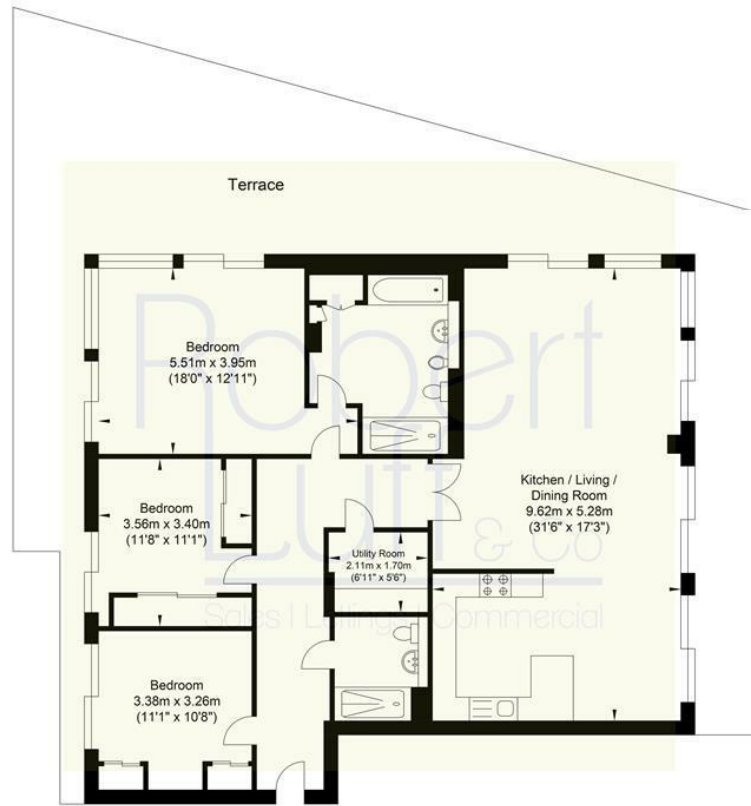 Terrace
Bedroom
5.51m x 3.95m
(18'0" x 12'11")
Bedroom
3.56m x 3.40m
(11'8" x 11'1")
Kitchen / Living /
Dining Room
9.62m x 5.28m
(31'6" x 17'3")
Utility Room
2.11m x 1.70m
(6'11" x 5'6")
Bedroom
3.38m x 3.26m
(11'1" x 10'8")
Robert
Luff
& Co
Sales | Lettings | Commercial